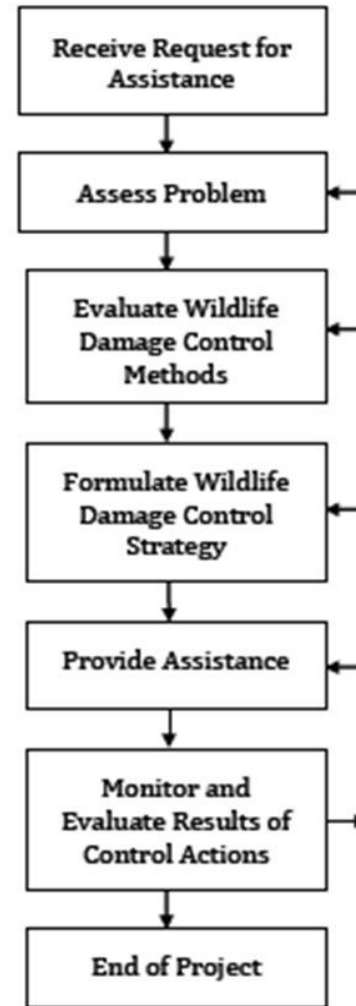 Receive Request for
Assistance
Assess Problem
Evaluate Wildlife
Damage Control
Methods
Formulate Wildlife
Damage Control
Strategy
Provide Assistance
Monitor and
Evaluate Results of
Control Actions
End of Project